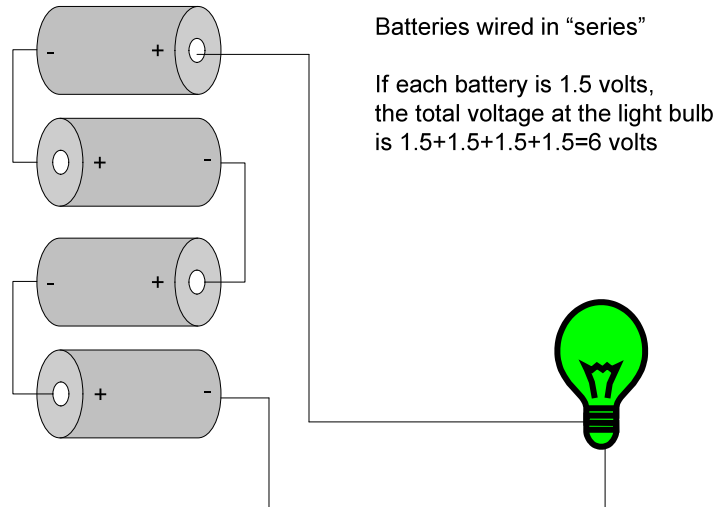 Batteries wired in “series”
If each battery is 1.5 volts,
the total voltage at the light bulb
is 1.5+1.5+1.5+1.5=6 volts
- +
+ -
- +
+ -